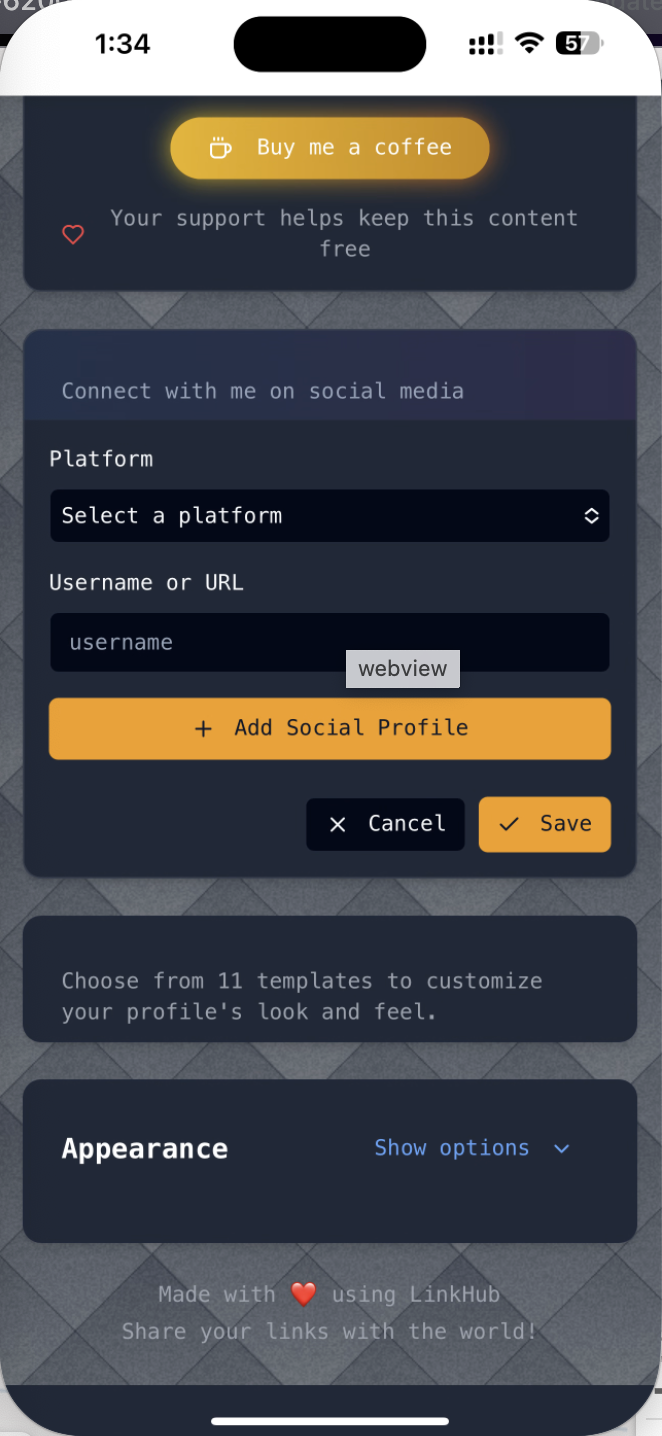 1:34
57
Buy me a coffee
Your support helps keep this content
free
Connect with me on social media
Platform
Select a platform
Username or URL
username
webview
Add Social Profile
Cancel
Save
Choose from 11 templates to customize
your profile's look and feel.
Appearance
Show options
Made with ❤️ using LinkHub
Share your links with the world!